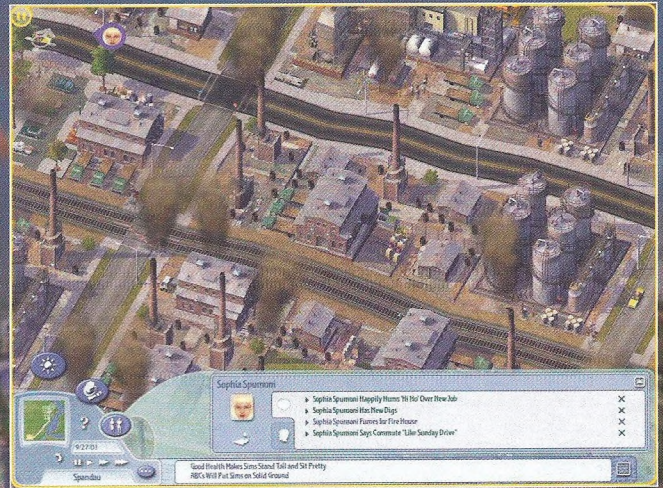 Sophia Spumoni
Sophia Spumoni Happily Hums 'Hi Ho' Over New Job
Sophia Spumoni Has New Digs
Sophia Spumoni Fumes for Fire House
Sophia Spumoni Says Commute "Like Sunday Drive"
?
9/27/01
Spandau
Good Health Makes Sims Stand Tall and Sit Pretty
ABCs Will Put Sims on Solid Ground